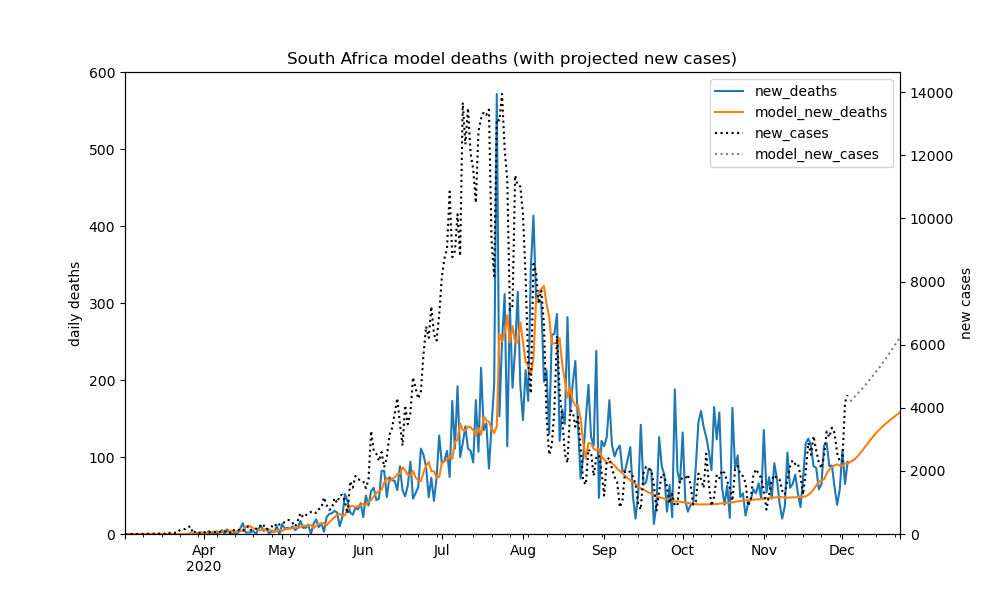 South Africa model deaths (with projected new cases)
600
500
400
300
200
100
0
daily deaths
14000
12000
10000
8000
6000
4000
2000
0
new cases
new_deaths
model_new_deaths
new_cases
model_new_cases
Apr May Jun Jul Aug Sep Oct Nov Dec
2020